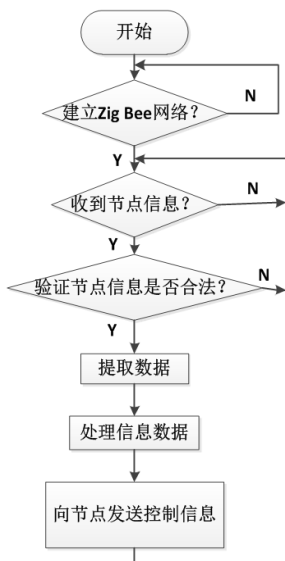 开始
N
建立Zig Bee网络？
Y
收到节点信息？
N
Y
验证节点信息是否合法？
N
Y
提取数据
处理信息数据
向节点发送控制信息